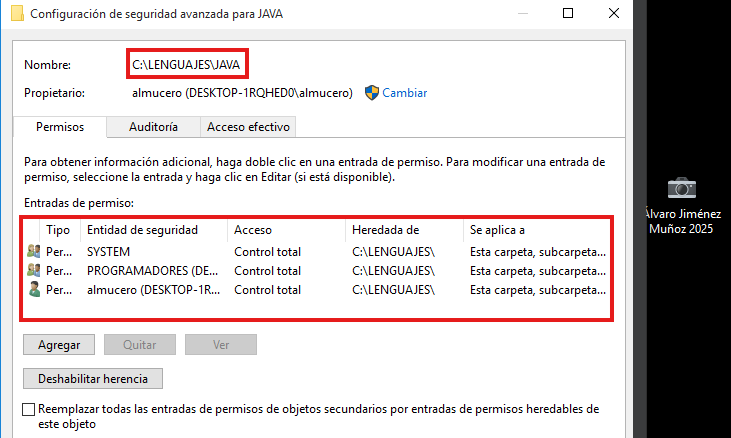 Configuración de seguridad avanzada para JAVA
Nombre: C:\LENGUAJES\JAVA
Propietario: almucero (DESKTOP-1RQHED0\almucero) Cambiar
Permisos Auditoría Acceso efectivo
Para obtener información adicional, haga doble clic en una entrada de permiso. Para modificar una entrada de
permiso, seleccione la entrada y haga clic en Editar (si está disponible).
Entradas de permiso:
Tipo Entidad de seguridad Acceso Heredada de Se aplica a
Per... SYSTEM Control total C:\LENGUAJES\ Esta carpeta, subcarpeta...
Per... PROGRAMADORES (DE... Control total C:\LENGUAJES\ Esta carpeta, subcarpeta...
Per... almucero (DESKTOP-1R... Control total C:\LENGUAJES\ Esta carpeta, subcarpeta...
Agregar Quitar Ver
Deshabilitar herencia
Reemplazar todas las entradas de permisos de objetos secundarios por entradas de permisos heredables de
este objeto
Álvaro Jiménez
Muñoz 2025